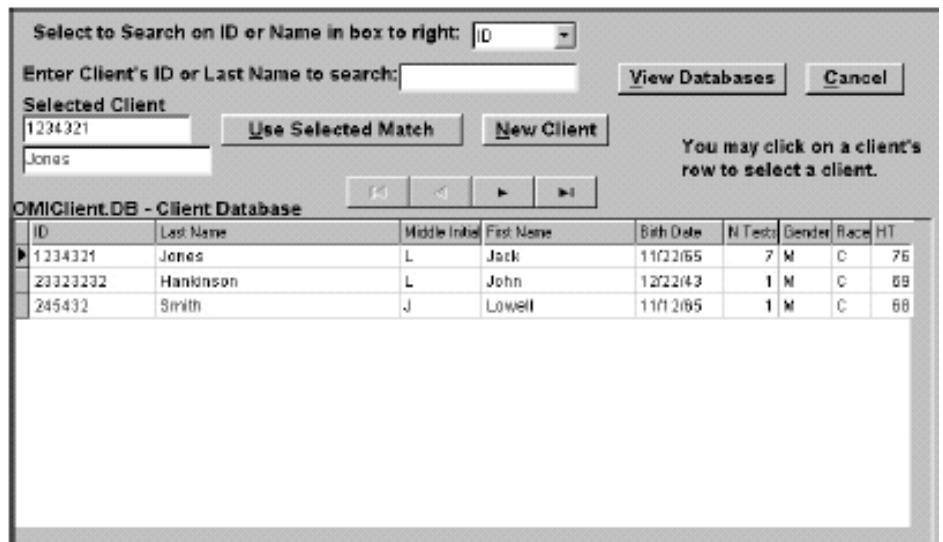 Select to Search on ID or Name in box to right: ID
Enter Client's ID or Last Name to search:
View Databases Cancel
Selected Client
1234321
Use Selected Match New Client
Jones
You may click on a client's
row to select a client.
OMIClient.DB - Client Database
ID Last Name Middle Initial First Name Birth Date N Tests Gender Race HT
1234321 Jones L Jack 11/22/65 7 M C 76
23323232 Hankinson L John 12/22/43 1 M C 69
245432 Smith J Lowell 11/12/65 1 M C 68